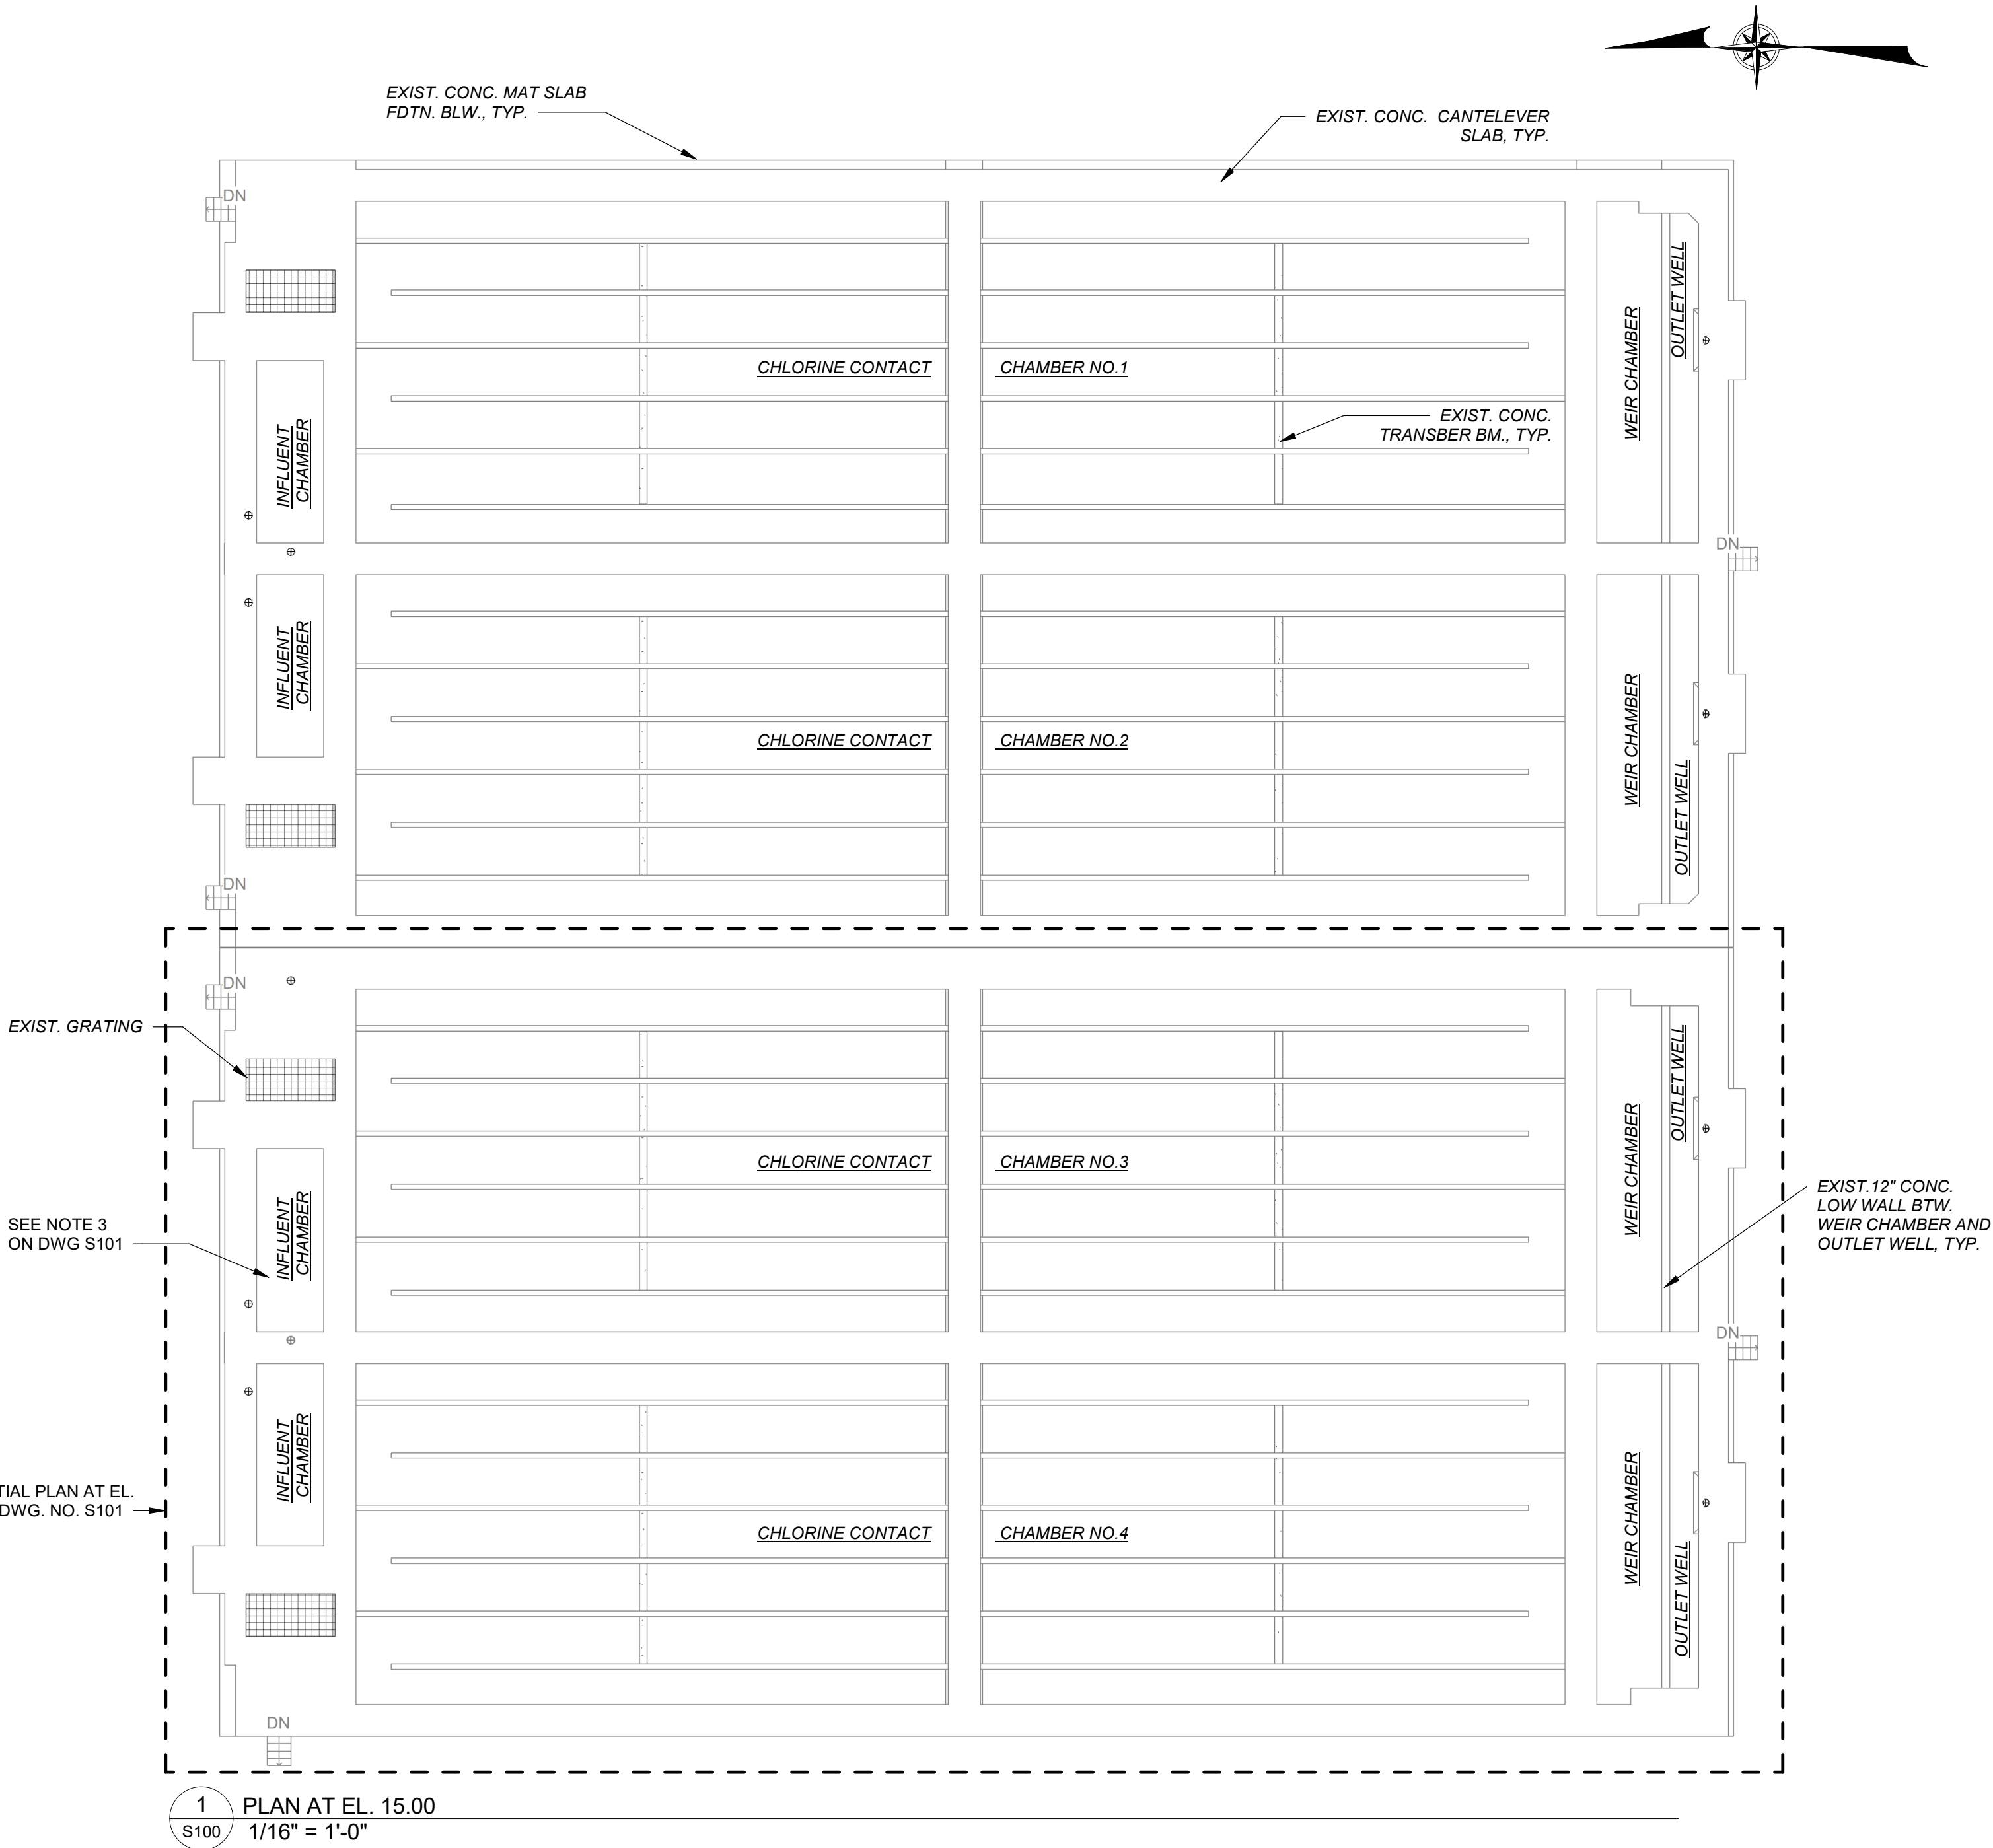 EXIST. CONC. MAT SLAB
FDTN. BLW., TYP.
EXIST. CONC. CANTELEVER
SLAB, TYP.
DN
OUTLET WELL
WEIR CHAMBER
CHLORINE CONTACT CHAMBER NO.1
EXIST. CONC.
TRANSBER BM., TYP.
INFLUENT
CHAMBER
DN
INFLUENT
CHAMBER
WEIR CHAMBER
CHLORINE CONTACT CHAMBER NO.2
OUTLET WELL
DN
DN
EXIST. GRATING
OUTLET WELL
WEIR CHAMBER
CHLORINE CONTACT CHAMBER NO.3
EXIST.12" CONC.
LOW WALL BTW.
WEIR CHAMBER AND
OUTLET WELL, TYP.
SEE NOTE 3
ON DWG S101
INFLUENT
CHAMBER
DN
INFLUENT
CHAMBER
WEIR CHAMBER
TIAL PLAN AT EL.
DWG. NO. S101
CHLORINE CONTACT CHAMBER NO.4
OUTLET WELL
DN
1
S100
PLAN AT EL. 15.00
1/16" = 1'-0"